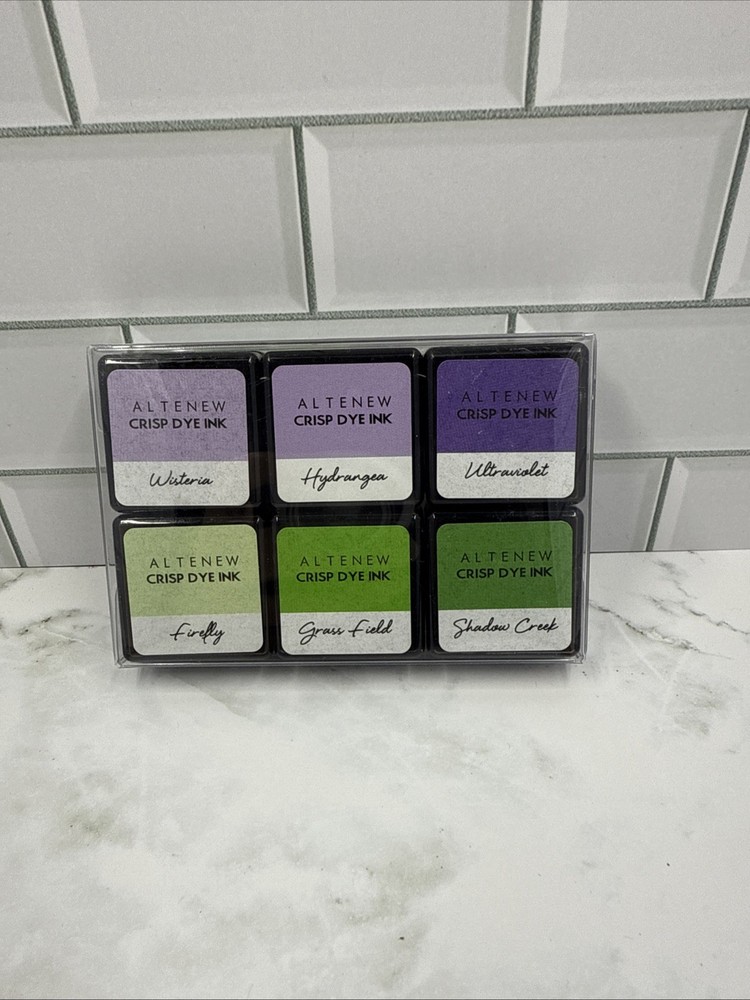 ALTENEW
CRISP DYE INK
Wisteria
ALTENEW
CRISP DYE INK
Hydrangea
ALTENEW
CRISP DYE INK
Ultraviolet
ALTENEW
CRISP DYE INK
Firefly
ALTENEW
CRISP DYE INK
Grass Field
ALTENEW
CRISP DYE INK
Shadow Creek